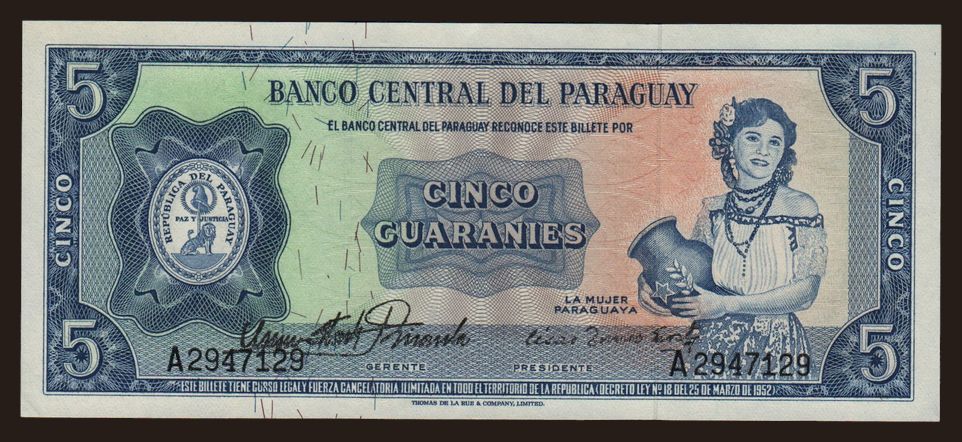 5
5
BANCO CENTRAL DEL PARAGUAY
EL BANCO CENTRAL DEL PARAGUAY RECONOCE ESTE BILLETE POR
REPÚBLICA DEL PARAGUAY
PAZ Y JUSTICIA
CINCO
CINCO
GUARANIES
CINCO
LA MUJER
PARAGUAYA
5
5
A2947129
GERENTE
PRESIDENTE
A2947129
ESTE BILLETE TIENE CURSO LEGAL Y FUERZA CANCELATORIA ILIMITADA EN TODO EL TERRITORIO DE LA REPUBLICA (DECRETO LEY Nº 18 DEL 25 DE MARZO DE 1952)
THOMAS DE LA RUE & COMPANY, LIMITED.